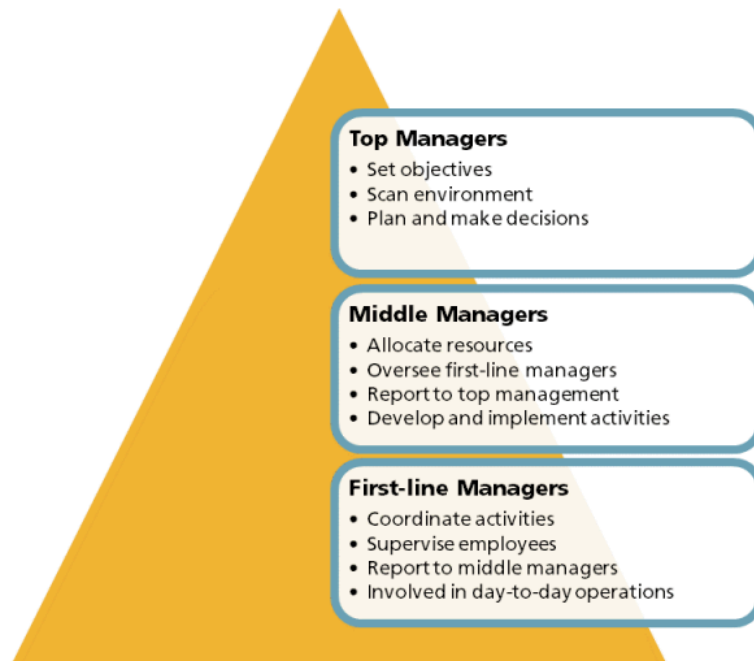 Top Managers
• Set objectives
• Scan environment
• Plan and make decisions
Middle Managers
• Allocate resources
• Oversee first-line managers
• Report to top management
• Develop and implement activities
First-line Managers
• Coordinate activities
• Supervise employees
• Report to middle managers
• Involved in day-to-day operations